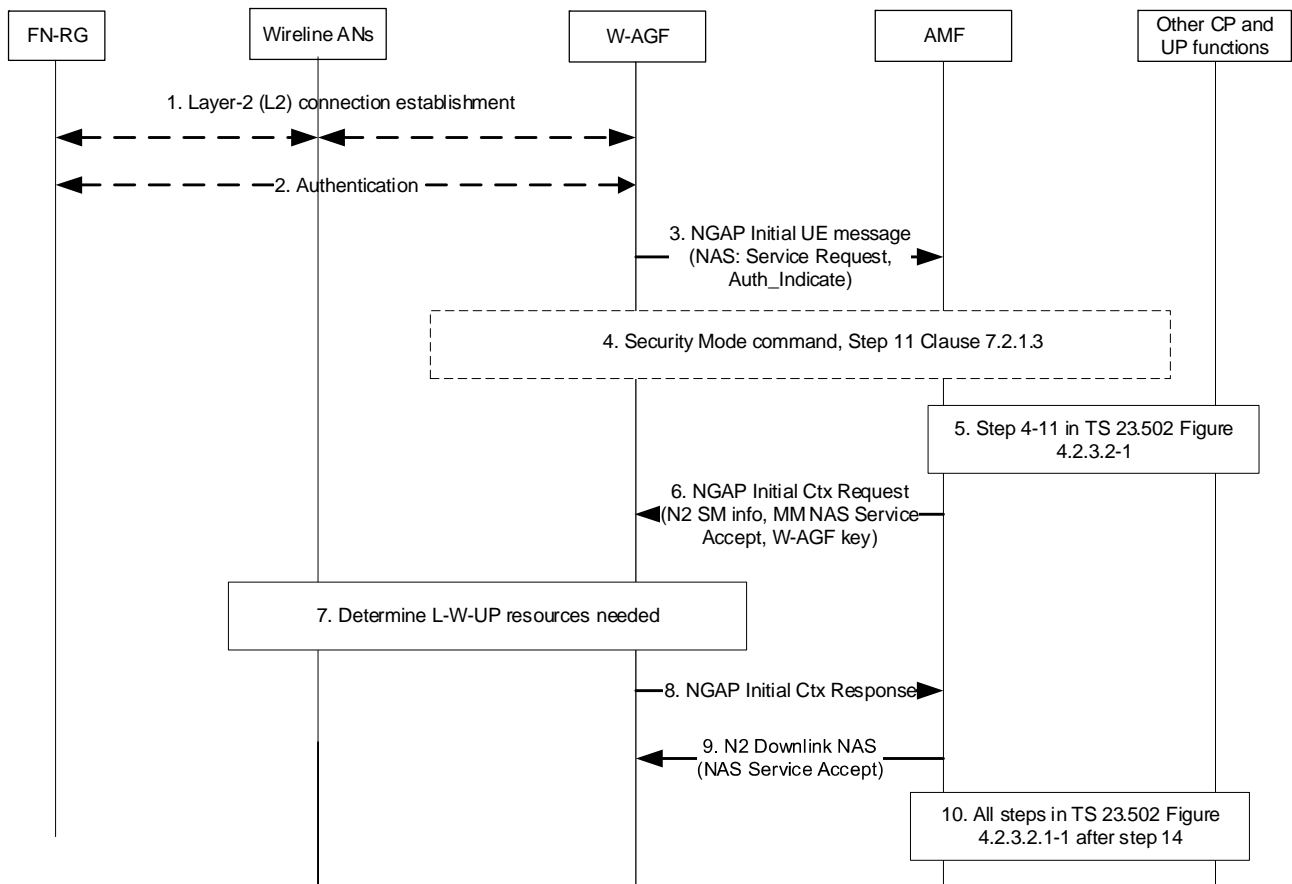 FN-RG
Wireline ANs
W-AGF
AMF
Other CP and
UP functions
1. Layer-2 (L2) connection establishment
2. Authentication
3. NGAP Initial UE message
(NAS: Service Request,
Auth_Indicate)
4. Security Mode command, Step 11 Clause 7.2.1.3
5. Step 4-11 in TS 23.502 Figure
4.2.3.2-1
6. NGAP Initial Ctx Request
(N2 SM info, MM NAS Service
Accept, W-AGF key)
7. Determine L-W-UP resources needed
8. NGAP Initial Ctx Response
9. N2 Downlink NAS
(NAS Service Accept)
10. All steps in TS 23.502 Figure
4.2.3.2.1-1 after step 14